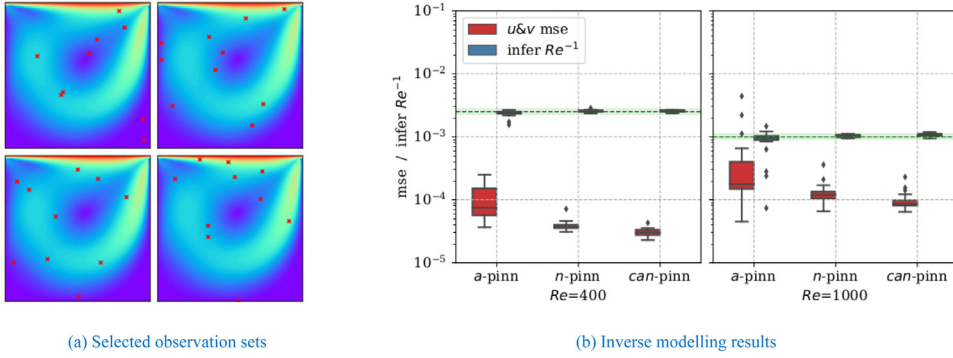 10⁻¹
10⁻²
10⁻³
10⁻⁴
10⁻⁵
mse / infer Re⁻¹
u&v mse
infer Re⁻¹
a-pinn n-pinn can-pinn
Re=400
a-pinn n-pinn can-pinn
Re=1000
(a) Selected observation sets
(b) Inverse modelling results